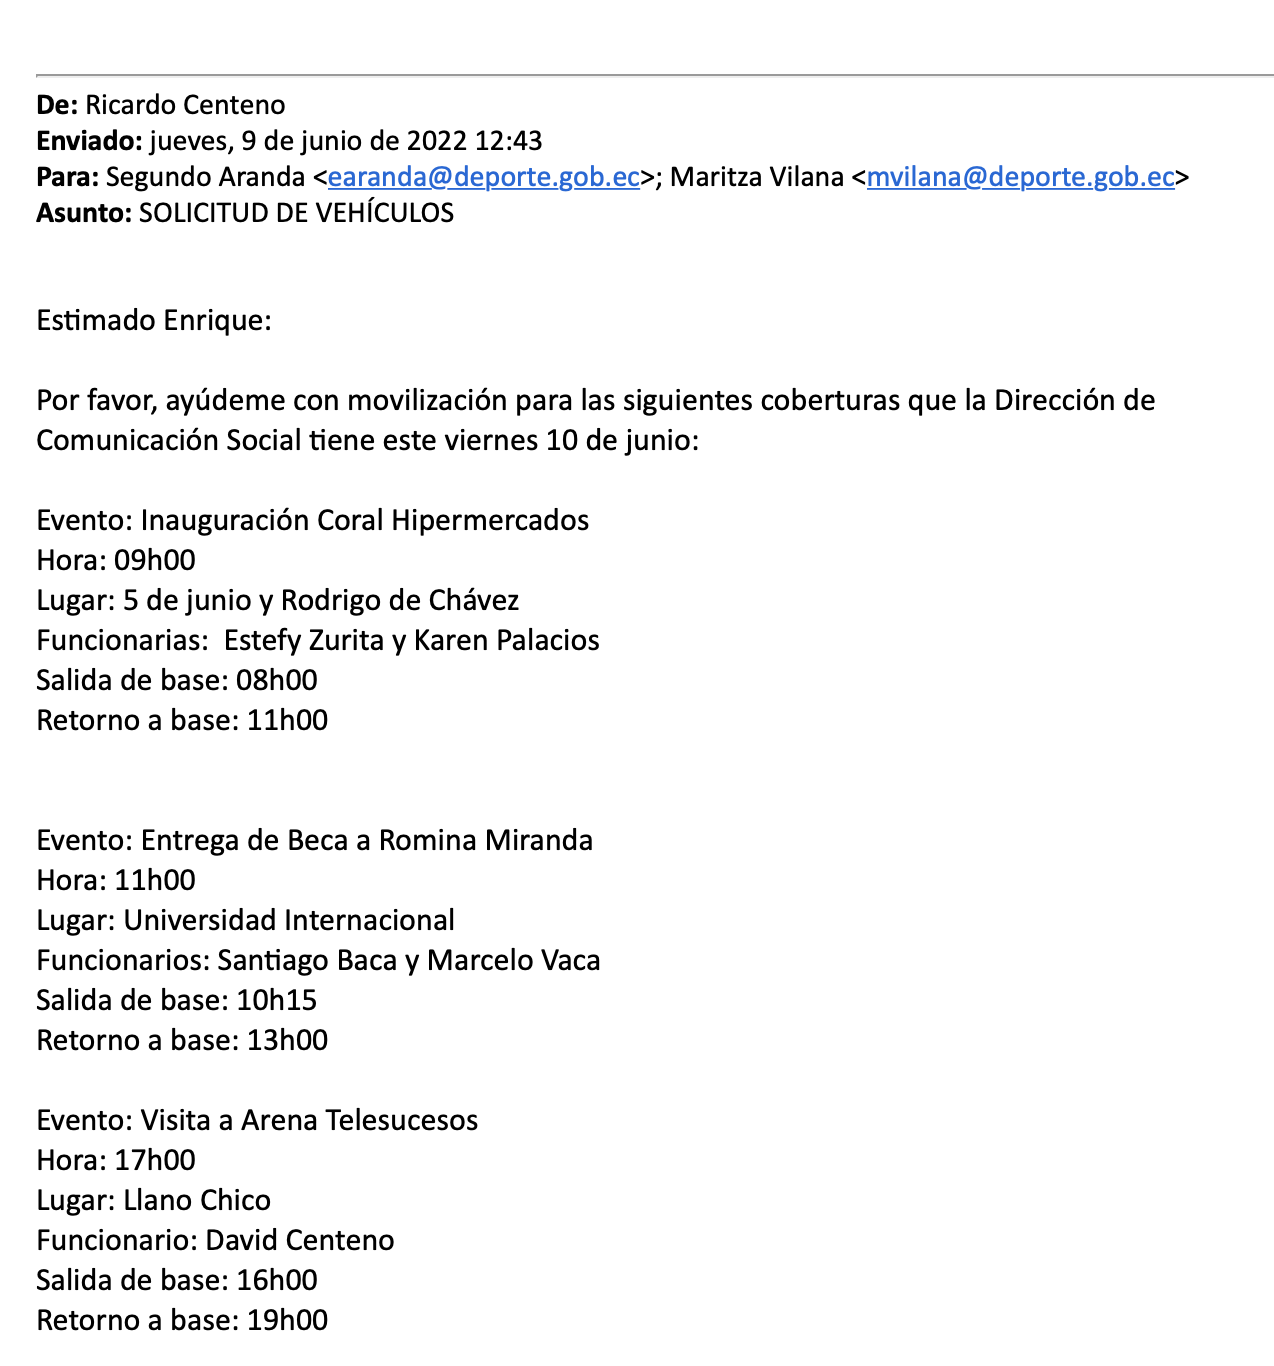 De: Ricardo Centeno
Enviado: jueves, 9 de junio de 2022 12:43
Para: Segundo Aranda <earanda@deporte.gob.ec>; Maritza Vilana <mvilana@deporte.gob.ec>
Asunto: SOLICITUD DE VEHÍCULOS
Estimado Enrique:
Por favor, ayúdeme con movilización para las siguientes coberturas que la Dirección de
Comunicación Social tiene este viernes 10 de junio:
Evento: Inauguración Coral Hipermercados
Hora: 09h00
Lugar: 5 de junio y Rodrigo de Chávez
Funcionarias:  Estefy Zurita y Karen Palacios
Salida de base: 08h00
Retorno a base: 11h00
Evento: Entrega de Beca a Romina Miranda
Hora: 11h00
Lugar: Universidad Internacional
Funcionarios: Santiago Baca y Marcelo Vaca
Salida de base: 10h15
Retorno a base: 13h00
Evento: Visita a Arena Telesucesos
Hora: 17h00
Lugar: Llano Chico
Funcionario: David Centeno
Salida de base: 16h00
Retorno a base: 19h00